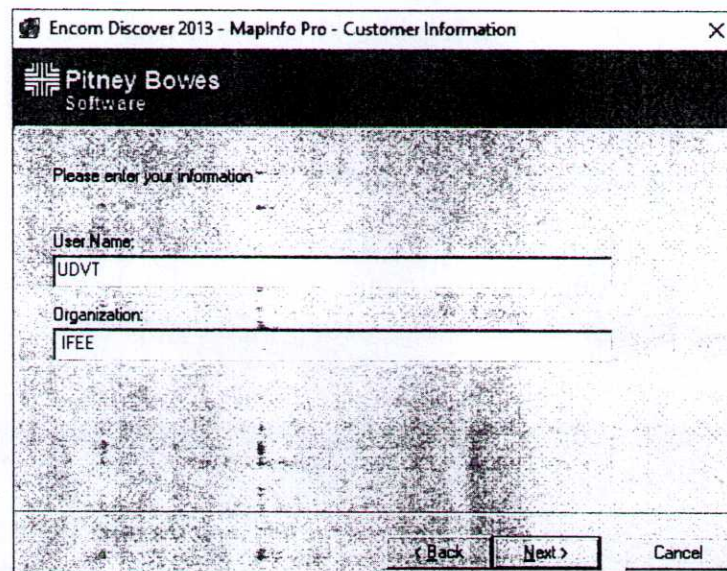 Encom Discover 2013 - MapInfo Pro - Customer Information
Pitney Bowes
Software
Please enter your information
User Name:
UDVT
Organization:
IFEE
< Back Next > Cancel